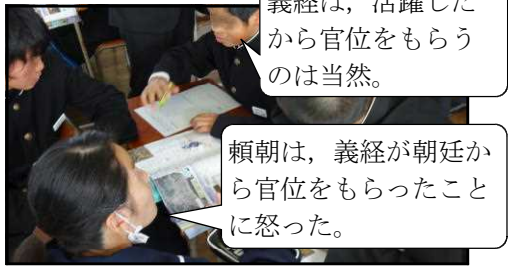 義経は，活躍した
から官位をもらう
のは当然。
頼朝は，義経が朝廷か
ら官位をもらったこと
に怒った。